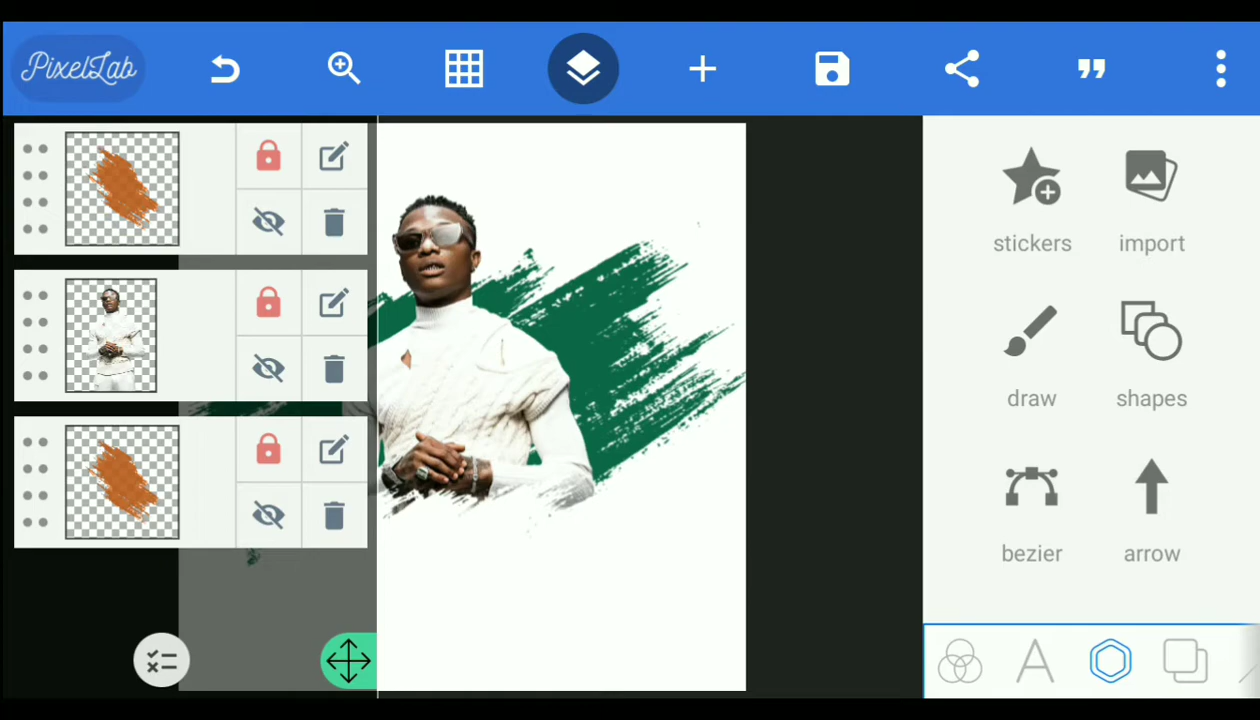 PixelLab
stickers
import
draw
shapes
bezier
arrow